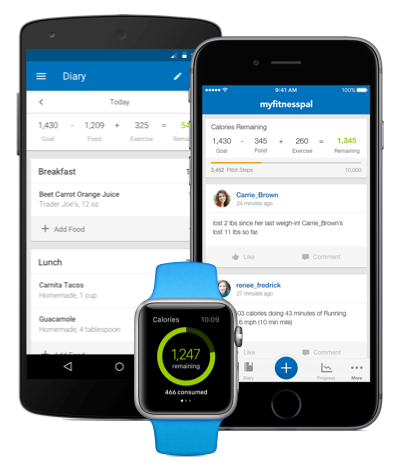 Diary
Today
1,430 - 1,209 + 325 =
Goal Food Exercise
Breakfast
Beet Carrot Orange Juice
Trader Joe's, 12 oz
+ Add Food
Lunch
Carnita Tacos
Homemade, 1 cup
Guacamole
Homemade, 4 tablespoon
9:41 AM 100%
myfitnesspal
Calories Remaining
1,430 - 345 + 260 = 1,345
Goal Food Exercise Remaining
3,452 Fitbit Steps 10,000
Carrie_Brown
24 minutes ago
lost 2 lbs since her last weigh-in! Carrie_Brown's
lost 11 lbs so far.
Like Comment
renee_fredrick
27 minutes ago
calories doing 43 minutes of Running
6 mph (10 min mile)
Like Comment
Diary + Progress More
Calories 10:09
1,247
remaining
466 consumed